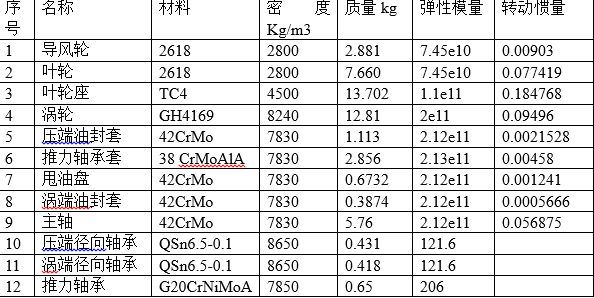 序号 名称 材料 密度 Kg/m3 质量 kg 弹性模量 转动惯量
1 导风轮 2618 2800 2.881 7.45e10 0.00903
2 叶轮 2618 2800 7.660 7.45e10 0.077419
3 叶轮座 TC4 4500 13.702 1.1e11 0.184768
4 涡轮 GH4169 8240 12.81 2e11 0.09496
5 压端油封套 42CrMo 7830 1.113 2.12e11 0.0021528
6 推力轴承套 38 CrMoAlA 7830 2.856 2.13e11 0.00458
7 甩油盘 42CrMo 7830 0.6732 2.12e11 0.001241
8 涡端油封套 42CrMo 7830 0.3874 2.12e11 0.0005666
9 主轴 42CrMo 7830 5.76 2.12e11 0.056875
10 压端径向轴承 QSn6.5-0.1 8650 0.431 121.6
11 涡端径向轴承 QSn6.5-0.1 8650 0.418 121.6
12 推力轴承 G20CrNiMoA 7850 0.65 206